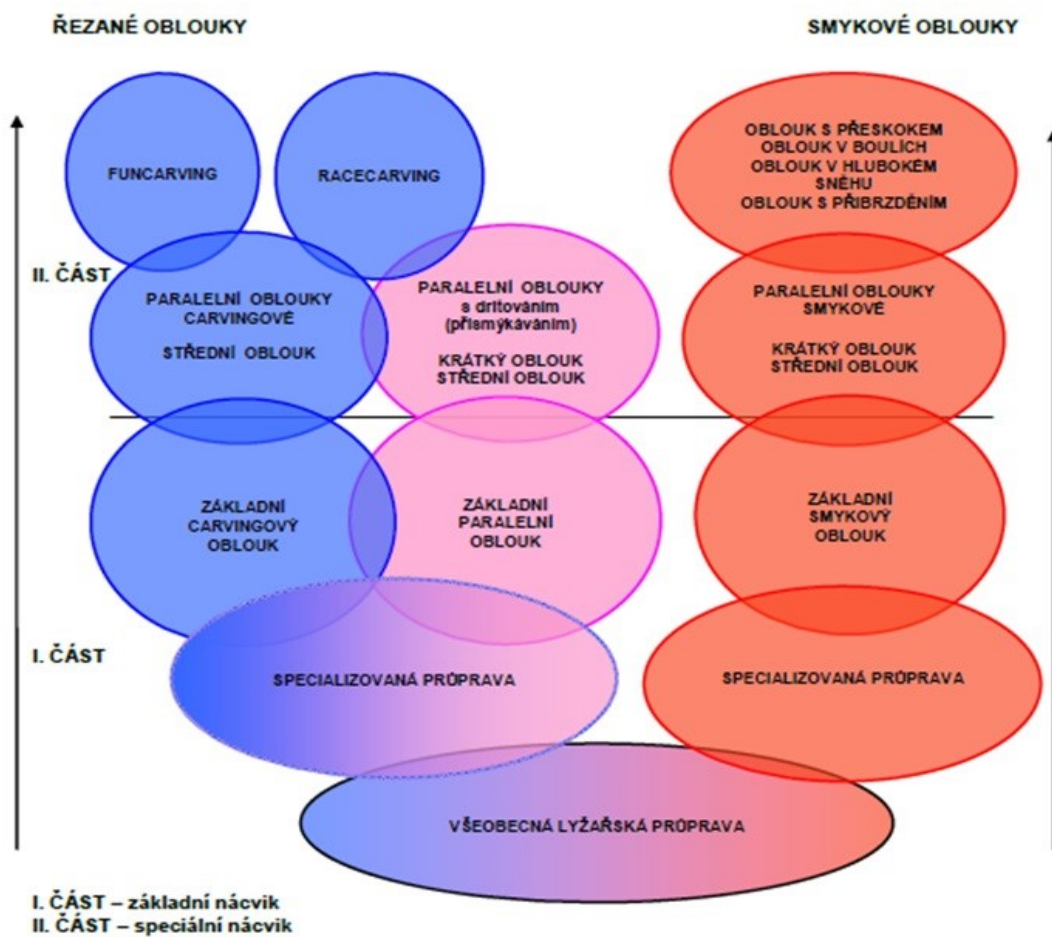 ŘEZANÉ OBLOUKY
SMYKOVÉ OBLOUKY
FUNCARVING
RACECARVING
OBLOUK S PŘESKOKEM
OBLOUK V BOULÍCH
OBLOUK V HLUBOKÉM
SNĚHU
OBLOUK S PŘIBRZDĚNÍM
II. ČÁST
PARALELNÍ OBLOUKY
CARVINGOVÉ
STŘEDNÍ OBLOUK
PARALELNÍ OBLOUKY
s driftováním
(přismýkáváním)
KRÁTKÝ OBLOUK
STŘEDNÍ OBLOUK
PARALELNÍ OBLOUKY
SMYKOVÉ
KRÁTKÝ OBLOUK
STŘEDNÍ OBLOUK
ZÁKLADNÍ
CARVINGOVÝ
OBLOUK
ZÁKLADNÍ
PARALELNÍ
OBLOUK
ZÁKLADNÍ
SMYKOVÝ
OBLOUK
I. ČÁST
SPECIALIZOVANÁ PRŮPRAVA
SPECIALIZOVANÁ PRŮPRAVA
VŠEOBECNÁ LYŽAŘSKÁ PRŮPRAVA
I. ČÁST – základní nácvik
II. ČÁST – speciální nácvik